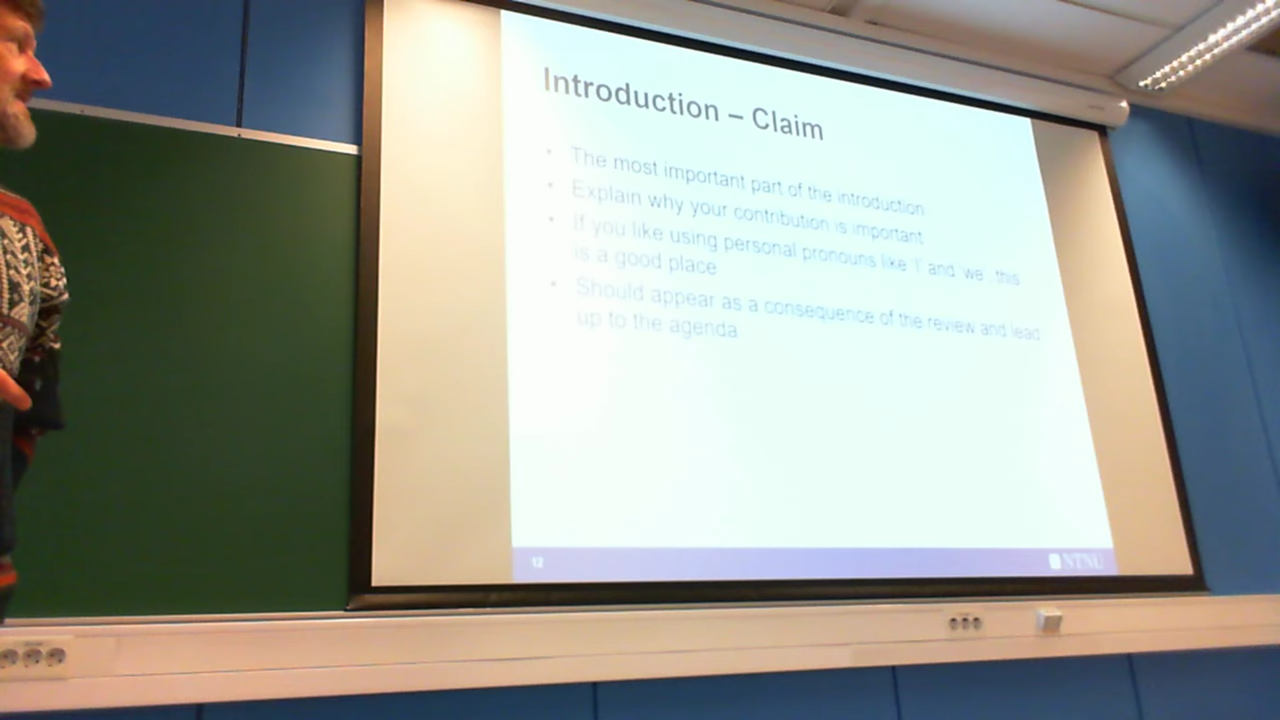 Introduction – Claim
• The most important part of the introduction
• Explain why your contribution is important
• If you like using personal pronouns like 'I' and 'we', this
is a good place
• Should appear as a consequence of the review and lead
up to the agenda
12
NTNU